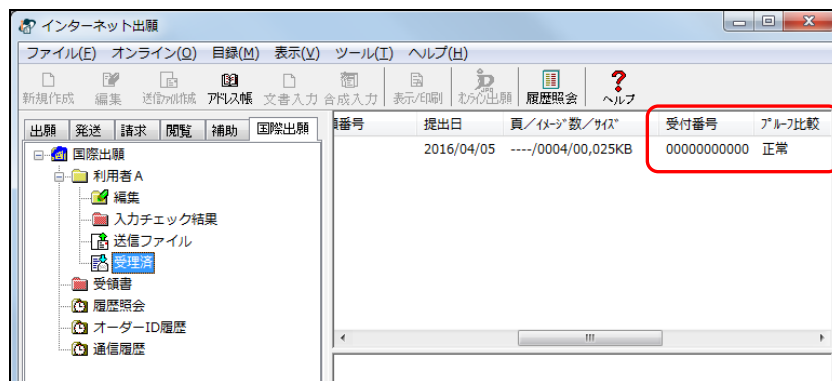 インターネット出願
ファイル(F) オンライン(O) 目録(M) 表示(V) ツール(T) ヘルプ(H)
新規作成 編集 送信ファイル作成 アドレス帳 文書入力 合成入力 表示/印刷 オンライン出願 履歴照会 ヘルプ
出願 発送 請求 閲覧 補助 国際出願
番号 提出日 頁/イメージ数/サイズ 受付番号 プルーフ比較
2016/04/05 ----/0004/00,025KB 00000000000 正常
国際出願
利用者A
編集
入力チェック結果
送信ファイル
受理済
受領書
履歴照会
オーダーID履歴
通信履歴